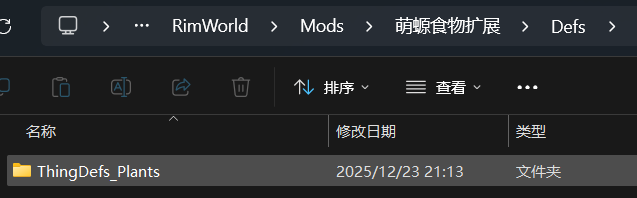 RimWorld Mods 萌螈食物扩展 Defs
排序 查看
名称 修改日期 类型
ThingDefs_Plants 2025/12/23 21:13 文件夹